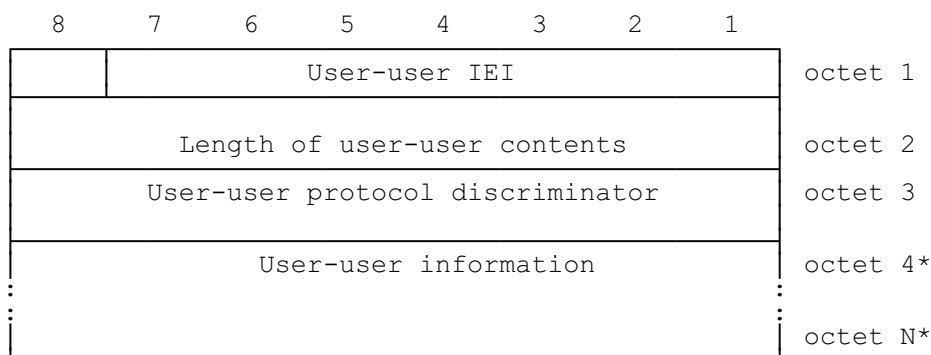 8 7 6 5 4 3 2 1
User-user IEI octet 1
Length of user-user contents octet 2
User-user protocol discriminator octet 3
User-user information octet 4*
octet N*